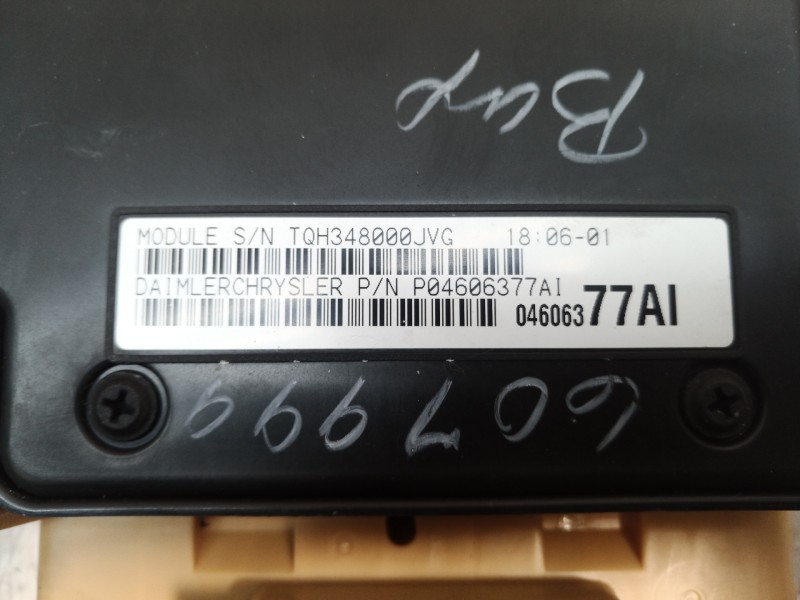 MODULE S/N TQH348000JVG 18:06-01
DAIMLERCHRYSLER P/N P04606377AI
04606377AI